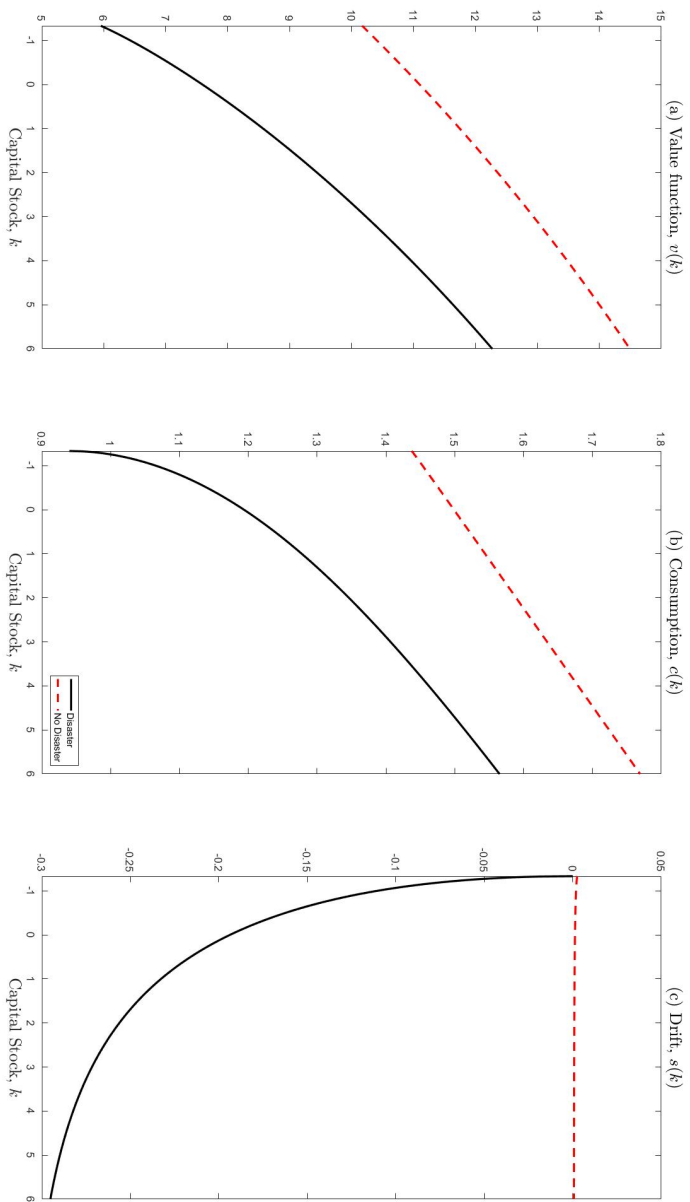 (a) Value function, v(k)
15
14
13
12
11
10
9
8
7
6
5
-1 0 1 2 3 4 5 6
Capital Stock, k
(b) Consumption, c(k)
1.8
1.7
1.6
1.5
1.4
1.3
1.2
1.1
1
0.9
-1 0 1 2 3 4 5 6
Capital Stock, k
Disaster
No Disaster
(c) Drift, s(k)
0.05
0
-0.05
-0.1
-0.15
-0.2
-0.25
-0.3
-1 0 1 2 3 4 5 6
Capital Stock, k